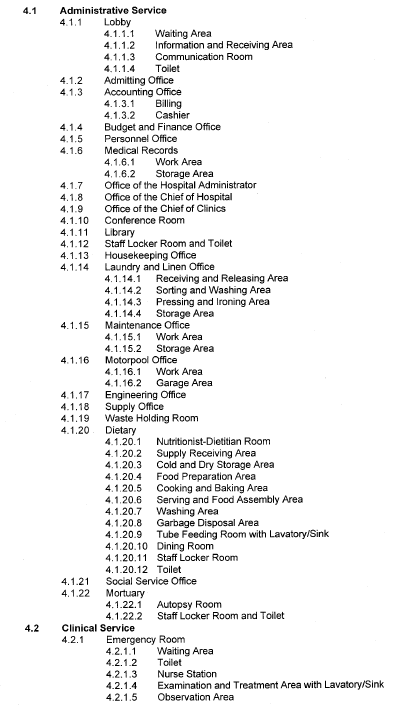 4.1 Administrative Service
4.1.1 Lobby
4.1.1.1 Waiting Area
4.1.1.2 Information and Receiving Area
4.1.1.3 Communication Room
4.1.1.4 Toilet
4.1.2 Admitting Office
4.1.3 Accounting Office
4.1.3.1 Billing
4.1.3.2 Cashier
4.1.4 Budget and Finance Office
4.1.5 Personnel Office
4.1.6 Medical Records
4.1.6.1 Work Area
4.1.6.2 Storage Area
4.1.7 Office of the Hospital Administrator
4.1.8 Office of the Chief of Hospital
4.1.9 Office of the Chief of Clinics
4.1.10 Conference Room
4.1.11 Library
4.1.12 Staff Locker Room and Toilet
4.1.13 Housekeeping Office
4.1.14 Laundry and Linen Office
4.1.14.1 Receiving and Releasing Area
4.1.14.2 Sorting and Washing Area
4.1.14.3 Pressing and Ironing Area
4.1.14.4 Storage Area
4.1.15 Maintenance Office
4.1.15.1 Work Area
4.1.15.2 Storage Area
4.1.16 Motorpool Office
4.1.16.1 Work Area
4.1.16.2 Garage Area
4.1.17 Engineering Office
4.1.18 Supply Office
4.1.19 Waste Holding Room
4.1.20 Dietary
4.1.20.1 Nutritionist-Dietitian Room
4.1.20.2 Supply Receiving Area
4.1.20.3 Cold and Dry Storage Area
4.1.20.4 Food Preparation Area
4.1.20.5 Cooking and Baking Area
4.1.20.6 Serving and Food Assembly Area
4.1.20.7 Washing Area
4.1.20.8 Garbage Disposal Area
4.1.20.9 Tube Feeding Room with Lavatory/Sink
4.1.20.10 Dining Room
4.1.20.11 Staff Locker Room
4.1.20.12 Toilet
4.1.21 Social Service Office
4.1.22 Mortuary
4.1.22.1 Autopsy Room
4.1.22.2 Staff Locker Room and Toilet
4.2 Clinical Service
4.2.1 Emergency Room
4.2.1.1 Waiting Area
4.2.1.2 Toilet
4.2.1.3 Nurse Station
4.2.1.4 Examination and Treatment Area with Lavatory/Sink
4.2.1.5 Observation Area